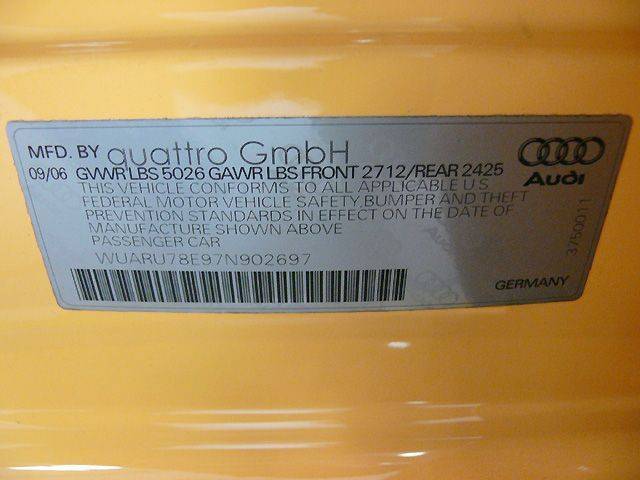 MFD. BY quattro GmbH
09/06 GVWR LBS 5026 GAWR LBS FRONT 2712/REAR 2425
THIS VEHICLE CONFORMS TO ALL APPLICABLE U.S
FEDERAL MOTOR VEHICLE SAFETY, BUMPER AND THEFT
PREVENTION STANDARDS IN EFFECT ON THE DATE OF
MANUFACTURE SHOWN ABOVE
PASSENGER CAR
WUARU78E97N902697
Audi
3750011
GERMANY